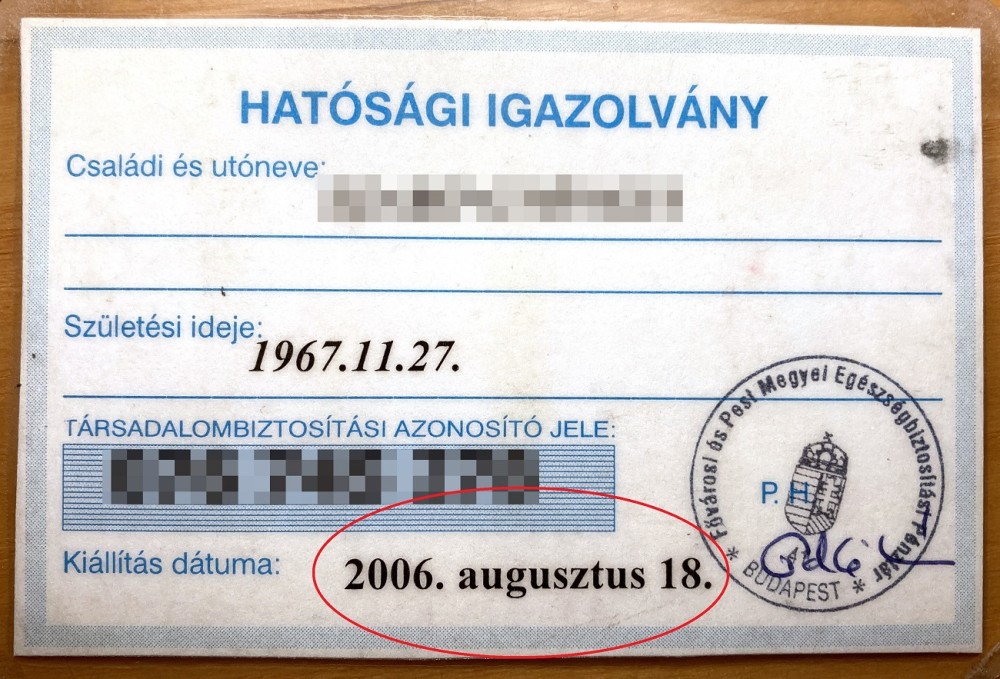 HATÓSÁGI IGAZOLVÁNY
Családi és utóneve:
Születési ideje:
1967.11.27.
TÁRSADALOMBIZTOSÍTÁSI AZONOSÍTÓ JELE:
P. H.
Fővárosi és Pest Megyei Egészségbiztosítási Pénztár
* BUDAPEST *
Kiállítás dátuma: 2006. augusztus 18.